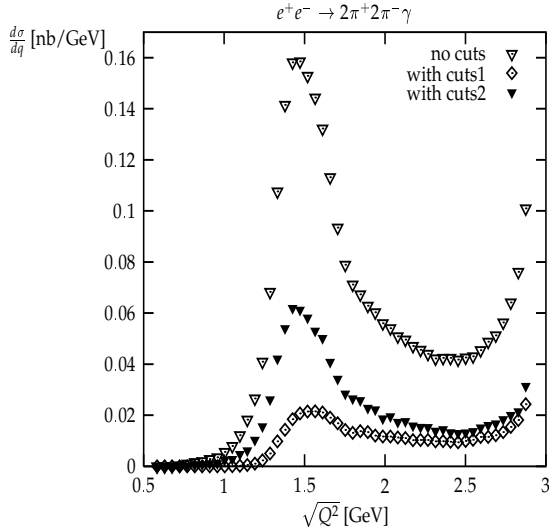 e⁺e⁻ → 2π⁺2π⁻γ
dσ/dq [nb/GeV]
0.16
0.14
0.12
0.1
0.08
0.06
0.04
0.02
0
no cuts
with cuts1
with cuts2
0.5 1 1.5 2 2.5 3
√Q² [GeV]